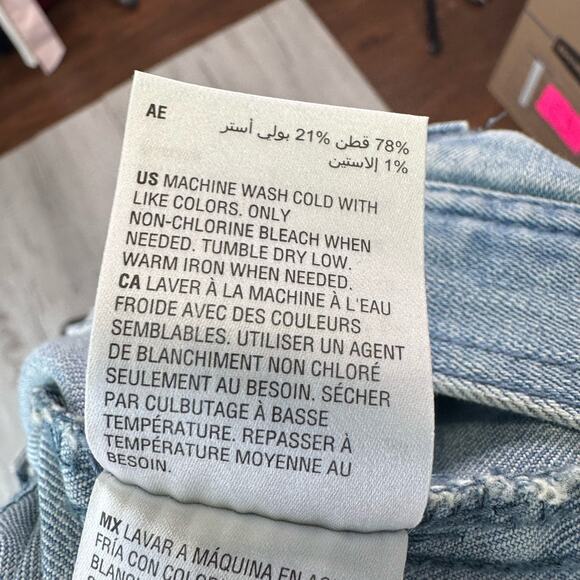 AE
78% قطن 21% بولي أستر
1% إلاستين
US MACHINE WASH COLD WITH
LIKE COLORS. ONLY
NON-CHLORINE BLEACH WHEN
NEEDED. TUMBLE DRY LOW.
WARM IRON WHEN NEEDED.
CA LAVER À LA MACHINE À L'EAU
FROIDE AVEC DES COULEURS
SEMBLABLES. UTILISER UN AGENT
DE BLANCHIMENT NON CHLORÉ
SEULEMENT AU BESOIN. SÉCHER
PAR CULBUTAGE À BASSE
TEMPÉRATURE. REPASSER À
TEMPÉRATURE MOYENNE AU
BESOIN.
MX LAVAR A MÁQUINA EN
FRÍA CON